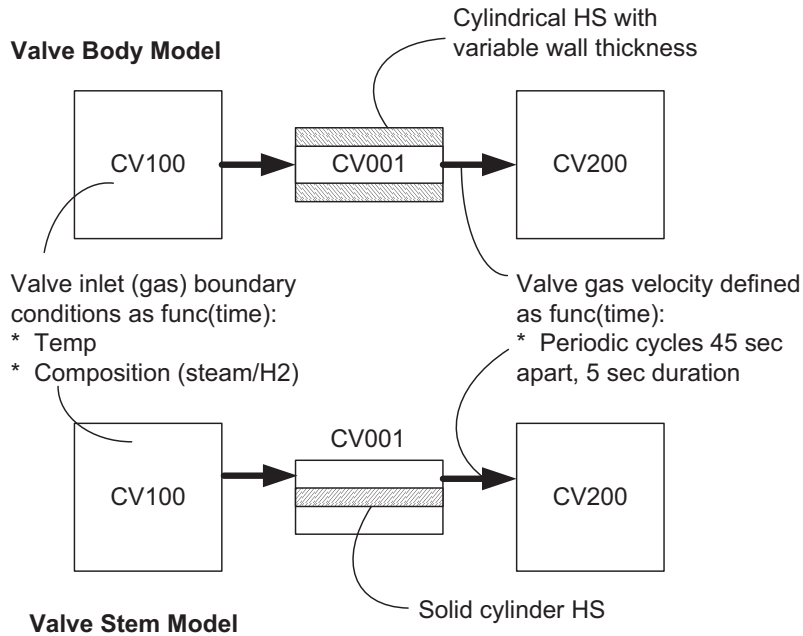 Cylindrical HS with
variable wall thickness
Valve Body Model
CV100
CV001
CV200
Valve inlet (gas) boundary
conditions as func(time):
* Temp
* Composition (steam/H2)
Valve gas velocity defined
as func(time):
* Periodic cycles 45 sec
apart, 5 sec duration
CV001
CV100
CV200
Solid cylinder HS
Valve Stem Model